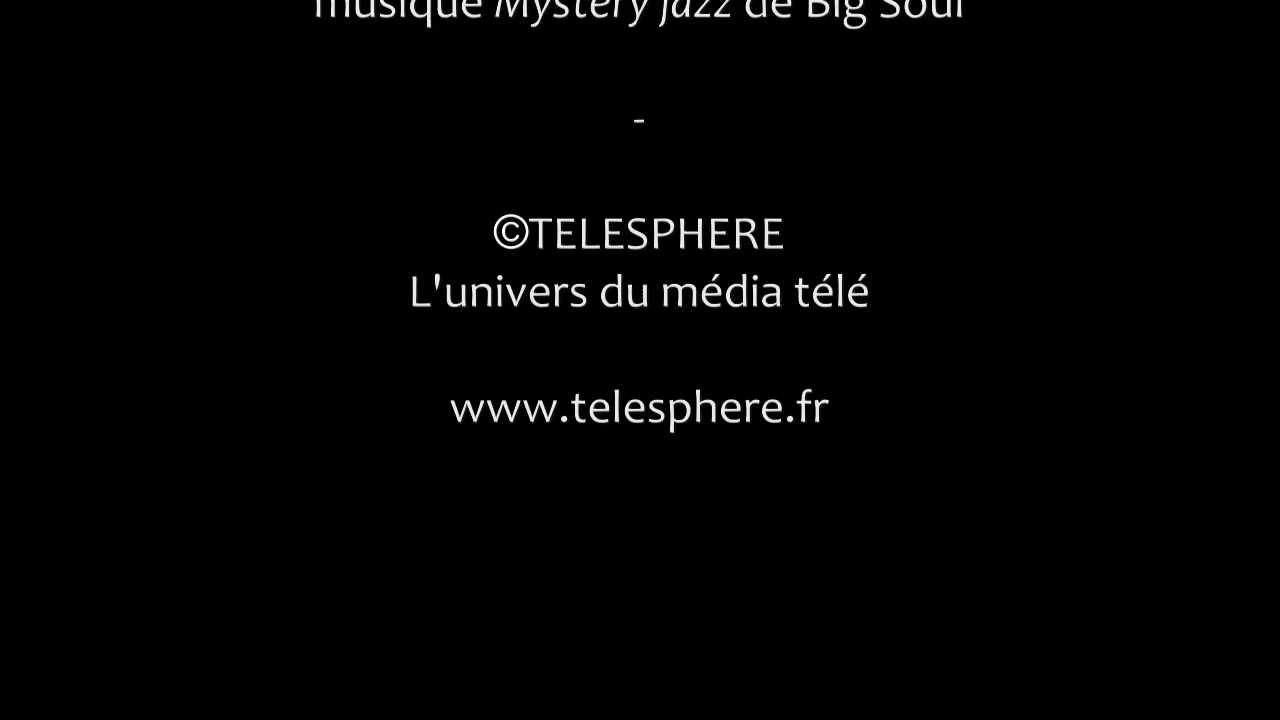 musique Mystery Jazz de Big Soul
-
©TELESPHERE
L'univers du média télé
www.telesphere.fr